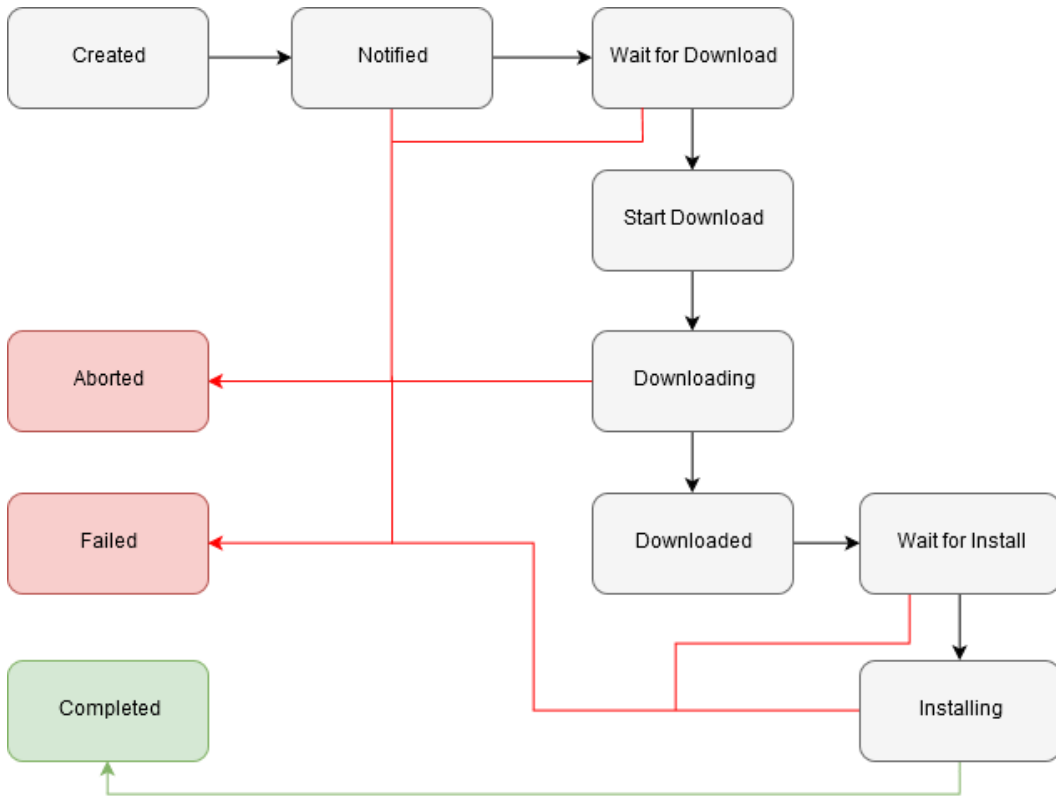 Created
Notified
Wait for Download
Start Download
Aborted
Downloading
Failed
Downloaded
Wait for Install
Completed
Installing